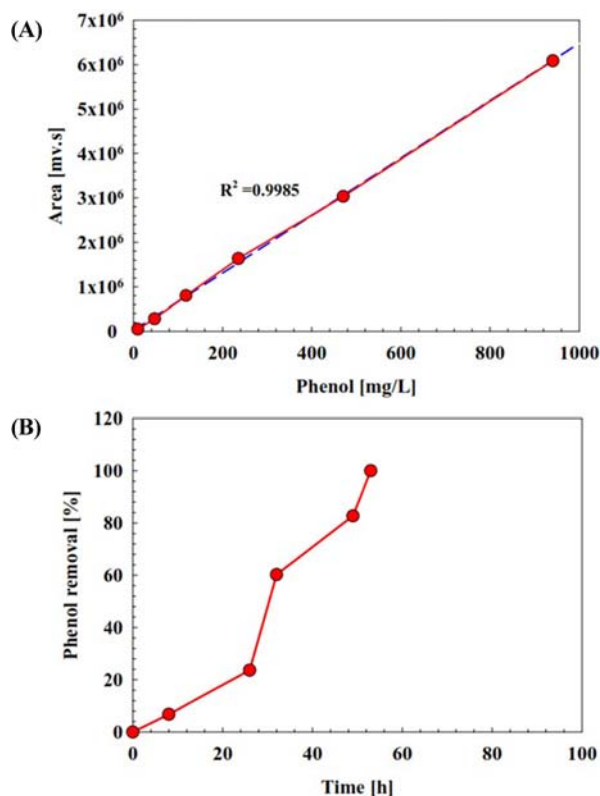 (A)
7x10⁶
6x10⁶
5x10⁶
4x10⁶
3x10⁶
2x10⁶
1x10⁶
0
Area [mv.s]
R² =0.9985
0 200 400 600 800 1000
Phenol [mg/L]
(B)
120
100
80
60
40
20
0
Phenol removal [%]
0 20 40 60 80 100
Time [h]